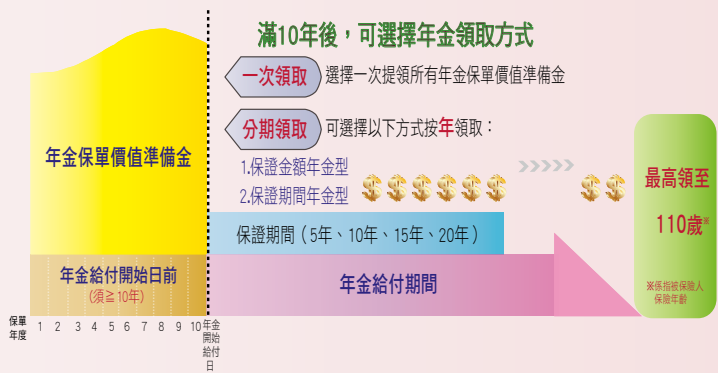 滿10年後，可選擇年金領取方式
一次領取 選擇一次提領所有年金保單價值準備金
分期領取 可選擇以下方式按年領取：
1.保證金額年金型
2.保證期間年金型
年金保單價值準備金
保證期間（5年、10年、15年、20年）
年金給付開始日前
(須≧10年)
年金給付期間
最高領至
110歲※
※係指被保險人
保險年齡
保單
年度
1 2 3 4 5 6 7 8 9 10
年金
開始
給付
日